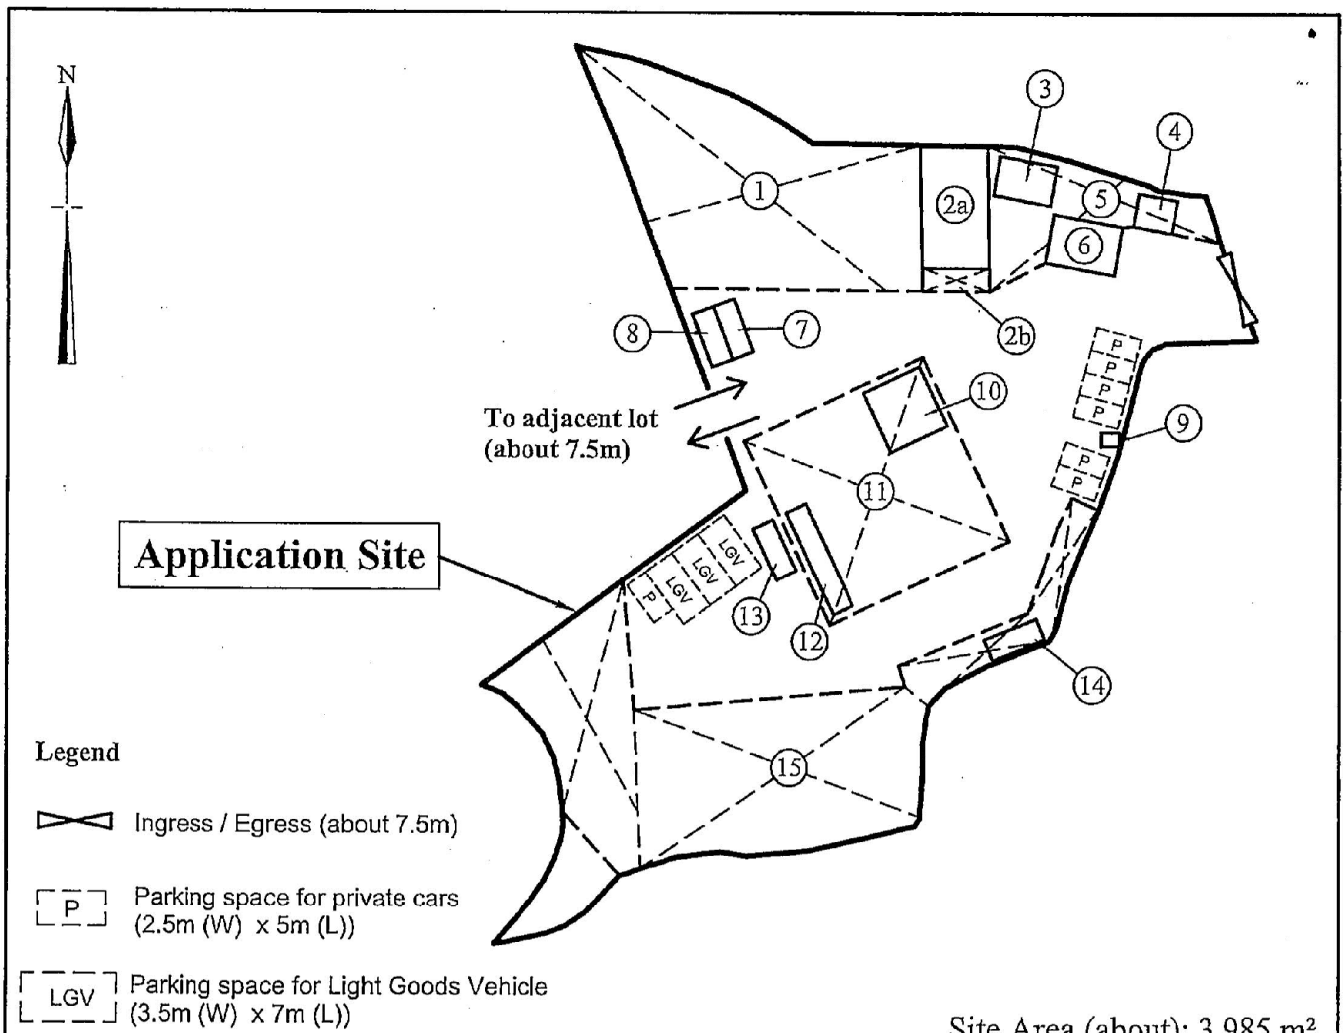 N
3
4
1
2a
5
6
8
7
2b
P
P
P
P
To adjacent lot
(about 7.5m)
10
9
P
P
11
Application Site
LGV
LGV
LGV
P
13
12
14
15
Legend
Ingress / Egress (about 7.5m)
P
Parking space for private cars
(2.5m (W) x 5m (L))
LGV
Parking space for Light Goods Vehicle
(3.5m (W) x 7m (L))
Site Area (about): 3,985 m²